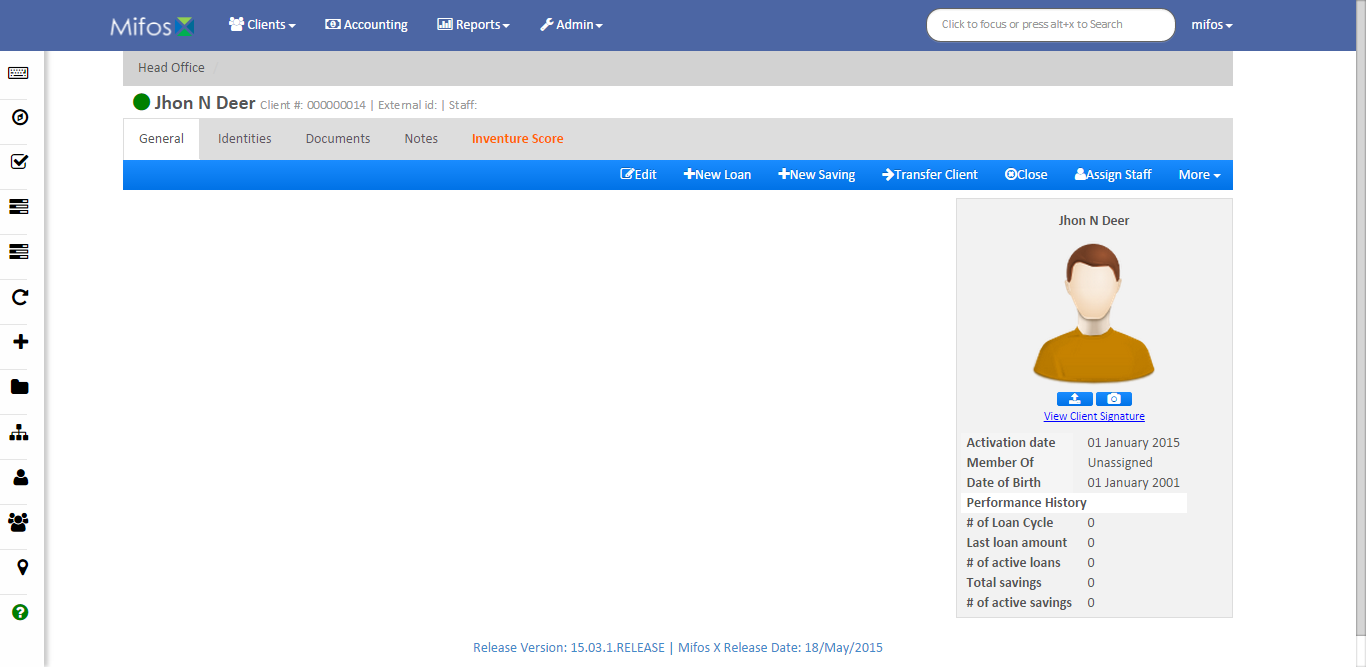 Mifos X Clients Accounting Reports Admin Click to focus or press alt+x to Search mifos
Head Office /
Jhon N Deer Client #: 000000014 | External id: | Staff:
General Identities Documents Notes Inventure Score
Edit New Loan New Saving Transfer Client Close Assign Staff More
Jhon N Deer
View Client Signature
Activation date 01 January 2015
Member Of Unassigned
Date of Birth 01 January 2001
Performance History
# of Loan Cycle 0
Last loan amount 0
# of active loans 0
Total savings 0
# of active savings 0
Release Version: 15.03.1.RELEASE | Mifos X Release Date: 18/May/2015